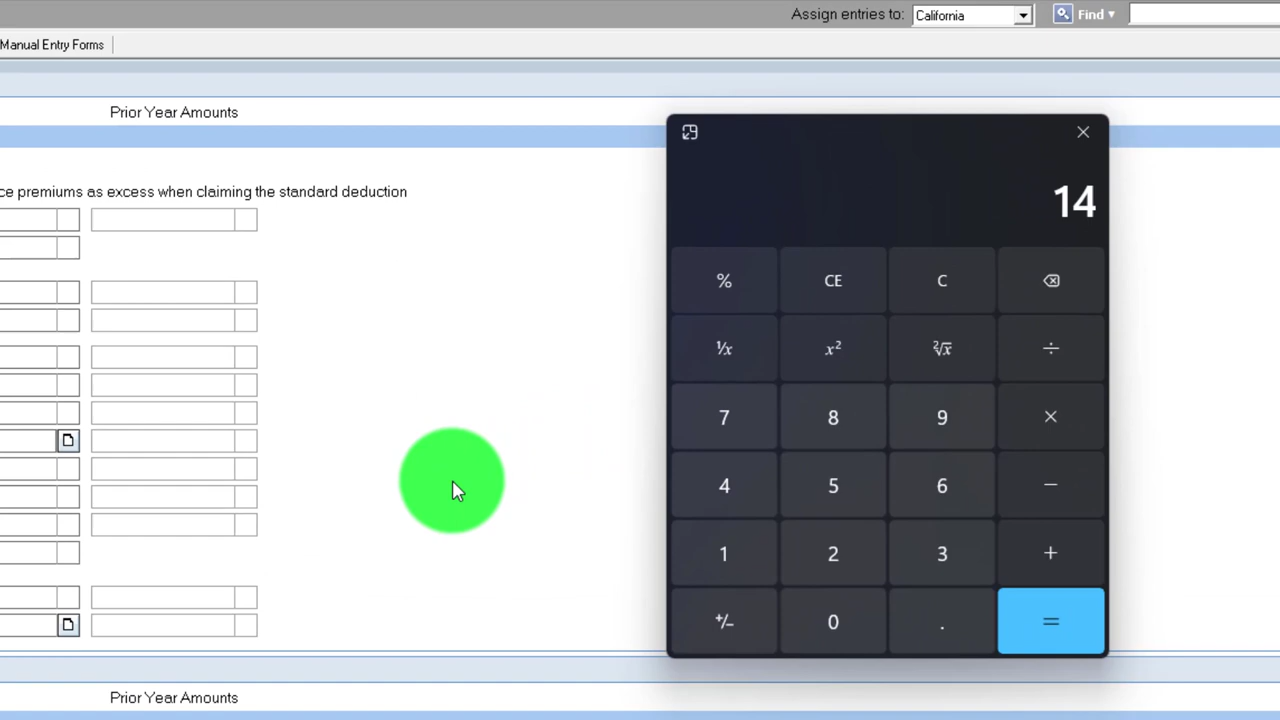 Assign entries to: California Find
Manual Entry Forms
Prior Year Amounts
ce premiums as excess when claiming the standard deduction
14
% CE C
⅟x x² ²√x ÷
7 8 9 ×
4 5 6 −
1 2 3 +
+/− 0 . =
Prior Year Amounts